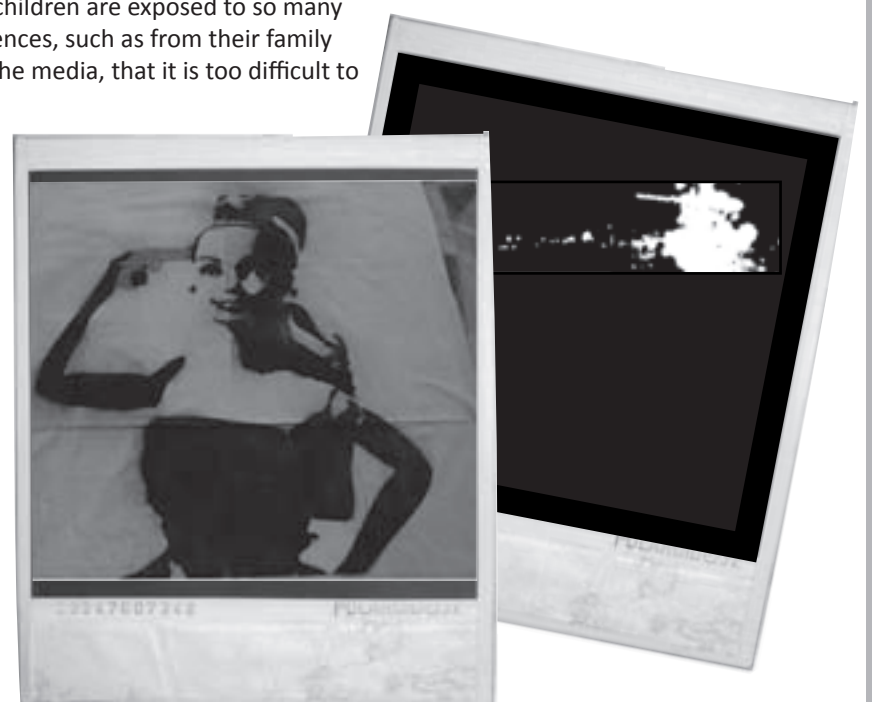 children are exposed to so many
ences, such as from their family
he media, that it is too difficult to